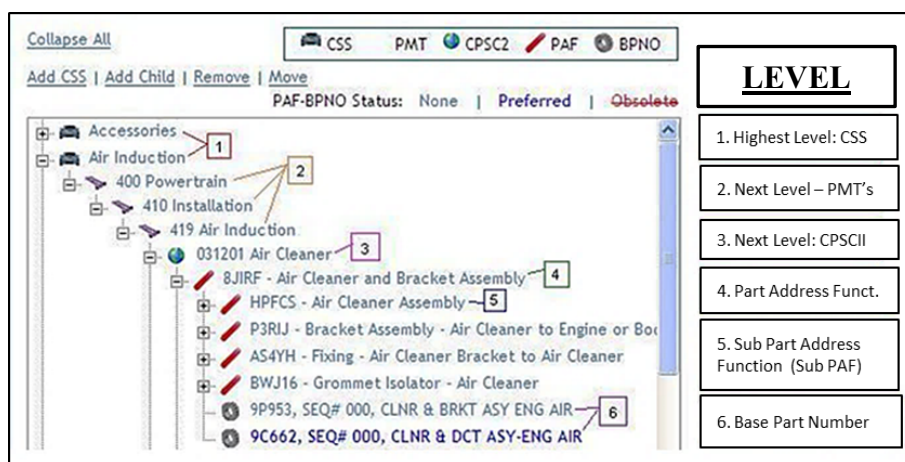 Collapse All
CSS PMT CPSC2 PAF BPNO
Add CSS | Add Child | Remove | Move
PAF-BPNO Status: None | Preferred | Obsolete
Accessories
1
Air Induction
400 Powertrain
2
410 Installation
419 Air Induction
031201 Air Cleaner
3
8JIRF - Air Cleaner and Bracket Assembly
4
HPFCS - Air Cleaner Assembly
5
P3RIJ - Bracket Assembly - Air Cleaner to Engine or Boo
AS4YH - Fixing - Air Cleaner Bracket to Air Cleaner
BWJ16 - Grommet Isolator - Air Cleaner
9P953, SEQ# 000, CLNR & BRKT ASY ENG AIR
6
9C662, SEQ# 000, CLNR & DCT ASY-ENG AIR
LEVEL
1. Highest Level: CSS
2. Next Level – PMT's
3. Next Level: CPSCII
4. Part Address Funct.
5. Sub Part Address
Function (Sub PAF)
6. Base Part Number